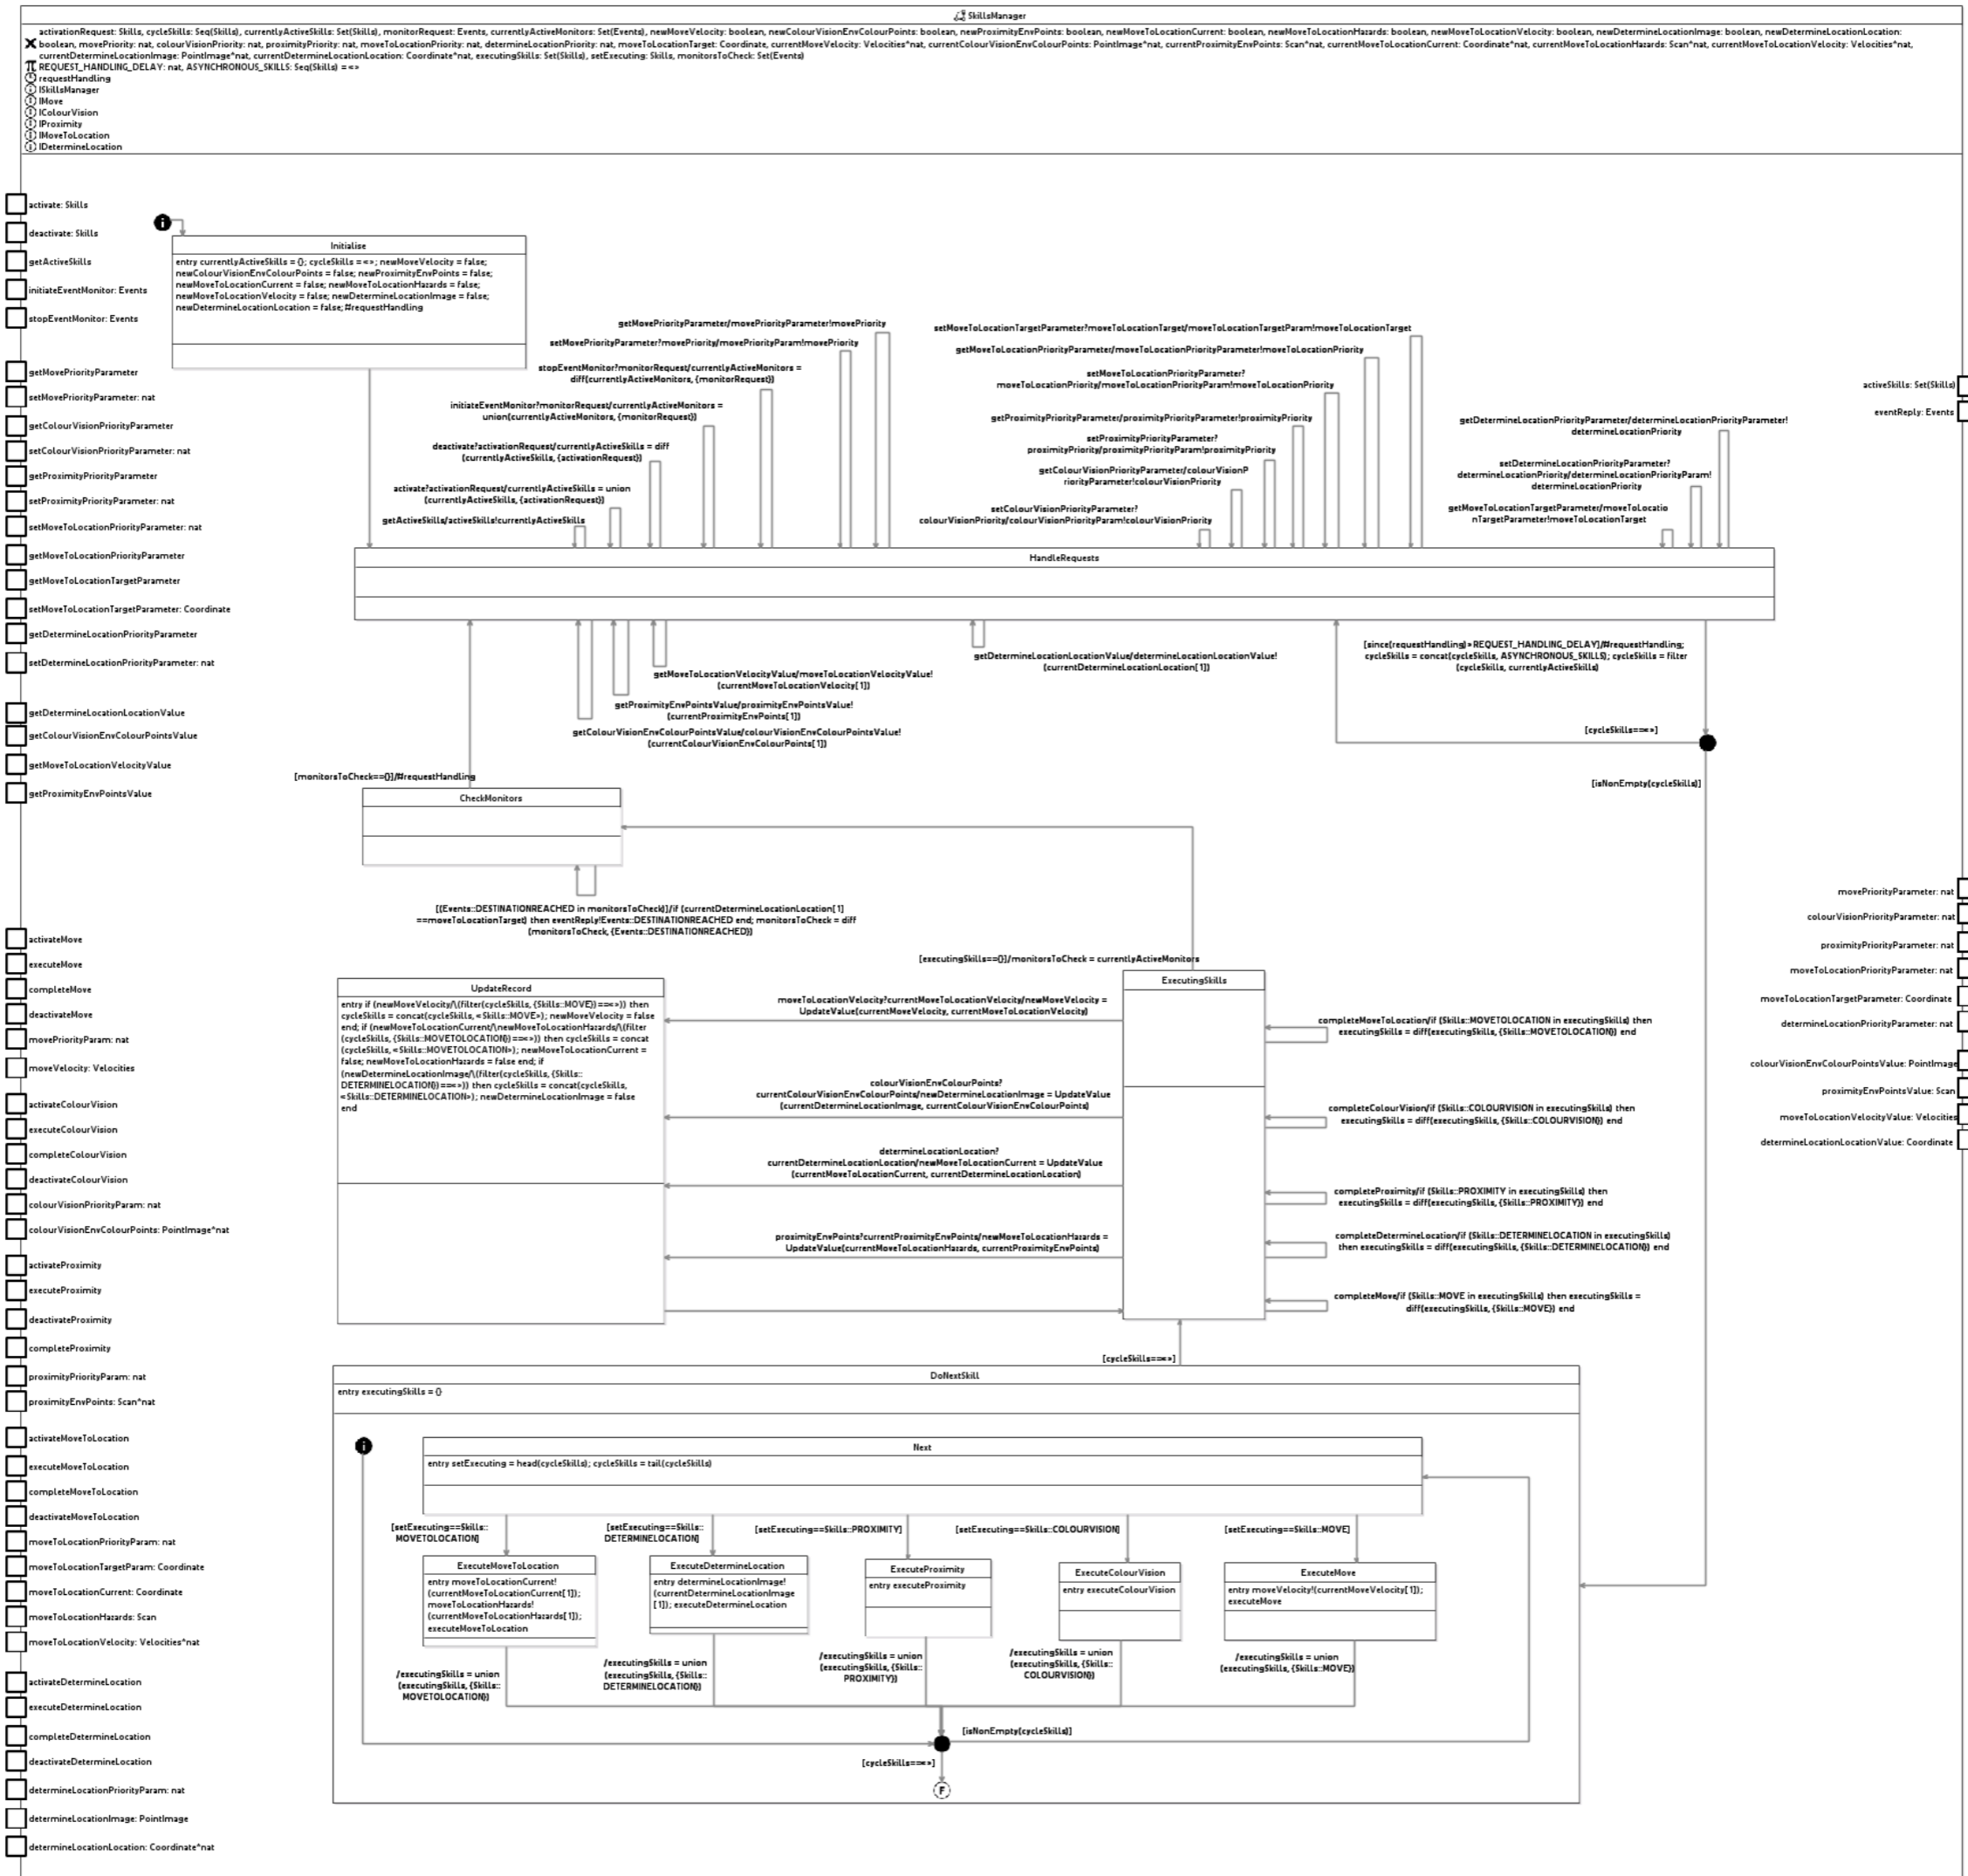 SkillsManager
activationRequest: Skills, cycleSkills: Seq(Skills), currentlyActiveSkills: Set(Skills), monitorRequest: Events, currentlyActiveMonitors: Set(Events), newMoveVelocity: boolean, newColourVisionEnvColourPoints: boolean, newProximityEnvPoints: boolean, newMoveToLocationCurrent: boolean, newMoveToLocationHazards: boolean, newMoveToLocationVelocity: boolean, newDetermineLocationImage: boolean, newDetermineLocationLocation:
boolean, movePriority: nat, colourVisionPriority: nat, proximityPriority: nat, moveToLocationPriority: nat, determineLocationPriority: nat, moveToLocationTarget: Coordinate, currentMoveVelocity: Velocities*nat, currentColourVisionEnvColourPoints: PointImage*nat, currentProximityEnvPoints: Scan*nat, currentMoveToLocationCurrent: Coordinate*nat, currentMoveToLocationHazards: Scan*nat, currentMoveToLocationVelocity: Velocities*nat,
currentDetermineLocationImage: PointImage*nat, currentDetermineLocationLocation: Coordinate*nat, executingSkills: Set(Skills), setExecuting: Skills, monitorsToCheck: Set(Events)
REQUEST_HANDLING_DELAY: nat, ASYNCHRONOUS_SKILLS: Seq(Skills) = <>
requestHandling
ISkillsManager
IMove
IColourVision
IProximity
IMoveToLocation
IDetermineLocation
activate: Skills
deactivate: Skills
getActiveSkills
initiateEventMonitor: Events
stopEventMonitor: Events
getMovePriorityParameter
setMovePriorityParameter: nat
getColourVisionPriorityParameter
setColourVisionPriorityParameter: nat
getProximityPriorityParameter
setProximityPriorityParameter: nat
setMoveToLocationPriorityParameter: nat
getMoveToLocationPriorityParameter
getMoveToLocationTargetParameter
setMoveToLocationTargetParameter: Coordinate
getDetermineLocationPriorityParameter
setDetermineLocationPriorityParameter: nat
getDetermineLocationLocationValue
getColourVisionEnvColourPointsValue
getMoveToLocationVelocityValue
getProximityEnvPointsValue
activateMove
executeMove
completeMove
deactivateMove
movePriorityParam: nat
moveVelocity: Velocities
activateColourVision
executeColourVision
completeColourVision
deactivateColourVision
colourVisionPriorityParam: nat
colourVisionEnvColourPoints: PointImage*nat
activateProximity
executeProximity
deactivateProximity
completeProximity
proximityPriorityParam: nat
proximityEnvPoints: Scan*nat
activateMoveToLocation
executeMoveToLocation
completeMoveToLocation
deactivateMoveToLocation
moveToLocationPriorityParam: nat
moveToLocationTargetParam: Coordinate
moveToLocationCurrent: Coordinate
moveToLocationHazards: Scan
moveToLocationVelocity: Velocities*nat
activateDetermineLocation
executeDetermineLocation
completeDetermineLocation
deactivateDetermineLocation
determineLocationPriorityParam: nat
determineLocationImage: PointImage
determineLocationLocation: Coordinate*nat
i
Initialise
entry currentlyActiveSkills = {}; cycleSkills = <>; newMoveVelocity = false;
newColourVisionEnvColourPoints = false; newProximityEnvPoints = false;
newMoveToLocationCurrent = false; newMoveToLocationHazards = false;
newMoveToLocationVelocity = false; newDetermineLocationImage = false;
newDetermineLocationLocation = false; #requestHandling
getMovePriorityParameter/movePriorityParameter!movePriority
setMovePriorityParameter?movePriority/movePriorityParam!movePriority
stopEventMonitor?monitorRequest/currentlyActiveMonitors =
diff(currentlyActiveMonitors, {monitorRequest})
initiateEventMonitor?monitorRequest/currentlyActiveMonitors =
union(currentlyActiveMonitors, {monitorRequest})
deactivate?activationRequest/currentlyActiveSkills = diff
(currentlyActiveSkills, {activationRequest})
activate?activationRequest/currentlyActiveSkills = union
(currentlyActiveSkills, {activationRequest})
getActiveSkills/activeSkills!currentlyActiveSkills
setMoveToLocationTargetParameter?moveToLocationTarget/moveToLocationTargetParam!moveToLocationTarget
getMoveToLocationPriorityParameter/moveToLocationPriorityParameter!moveToLocationPriority
setMoveToLocationPriorityParameter?
moveToLocationPriority/moveToLocationPriorityParam!moveToLocationPriority
getProximityPriorityParameter/proximityPriorityParameter!proximityPriority
setProximityPriorityParameter?
proximityPriority/proximityPriorityParam!proximityPriority
getColourVisionPriorityParameter/colourVisionP
riorityParameter!colourVisionPriority
setColourVisionPriorityParameter?
colourVisionPriority/colourVisionPriorityParam!colourVisionPriority
getDetermineLocationPriorityParameter/determineLocationPriorityParameter!
determineLocationPriority
setDetermineLocationPriorityParameter?
determineLocationPriority/determineLocationPriorityParam!
determineLocationPriority
getMoveToLocationTargetParameter/moveToLocatio
nTargetParameter!moveToLocationTarget
HandleRequests
getMoveToLocationVelocityValue/moveToLocationVelocityValue!
(currentMoveToLocationVelocity[1])
getProximityEnvPointsValue/proximityEnvPointsValue!
(currentProximityEnvPoints[1])
getColourVisionEnvColourPointsValue/colourVisionEnvColourPointsValue!
(currentColourVisionEnvColourPoints[1])
getDetermineLocationLocationValue/determineLocationLocationValue!
(currentDetermineLocationLocation[1])
[since(requestHandling)>REQUEST_HANDLING_DELAY]/#requestHandling;
cycleSkills = concat(cycleSkills, ASYNCHRONOUS_SKILLS); cycleSkills = filter
(cycleSkills, currentlyActiveSkills)
[cycleSkills==<>]
[isNonEmpty(cycleSkills)]
[monitorsToCheck=={}]/#requestHandling
CheckMonitors
[(Events::DESTINATIONREACHED in monitorsToCheck)]/if (currentDetermineLocationLocation[1]
==moveToLocationTarget) then eventReply!Events::DESTINATIONREACHED end; monitorsToCheck = diff
(monitorsToCheck, {Events::DESTINATIONREACHED})
[executingSkills=={}]/monitorsToCheck = currentlyActiveMonitors
UpdateRecord
entry if (newMoveVelocity/\(filter(cycleSkills, {Skills::MOVE})==<>)) then
cycleSkills = concat(cycleSkills, <Skills::MOVE>); newMoveVelocity = false
end; if (newMoveToLocationCurrent/\newMoveToLocationHazards/\(filter
(cycleSkills, {Skills::MOVETOLOCATION})==<>)) then cycleSkills = concat
(cycleSkills, <Skills::MOVETOLOCATION>); newMoveToLocationCurrent =
false; newMoveToLocationHazards = false end; if
(newDetermineLocationImage/\(filter(cycleSkills, {Skills::
DETERMINELOCATION})==<>)) then cycleSkills = concat(cycleSkills,
<Skills::DETERMINELOCATION>); newDetermineLocationImage = false
end
moveToLocationVelocity?currentMoveToLocationVelocity/newMoveVelocity =
UpdateValue(currentMoveVelocity, currentMoveToLocationVelocity)
colourVisionEnvColourPoints?
currentColourVisionEnvColourPoints/newDetermineLocationImage = UpdateValue
(currentDetermineLocationImage, currentColourVisionEnvColourPoints)
determineLocationLocation?
currentDetermineLocationLocation/newMoveToLocationCurrent = UpdateValue
(currentMoveToLocationCurrent, currentDetermineLocationLocation)
proximityEnvPoints?currentProximityEnvPoints/newMoveToLocationHazards =
UpdateValue(currentMoveToLocationHazards, currentProximityEnvPoints)
ExecutingSkills
completeMoveToLocation/if (Skills::MOVETOLOCATION in executingSkills) then
executingSkills = diff(executingSkills, {Skills::MOVETOLOCATION}) end
completeColourVision/if (Skills::COLOURVISION in executingSkills) then
executingSkills = diff(executingSkills, {Skills::COLOURVISION}) end
completeProximity/if (Skills::PROXIMITY in executingSkills) then
executingSkills = diff(executingSkills, {Skills::PROXIMITY}) end
completeDetermineLocation/if (Skills::DETERMINELOCATION in executingSkills)
then executingSkills = diff(executingSkills, {Skills::DETERMINELOCATION}) end
completeMove/if (Skills::MOVE in executingSkills) then executingSkills =
diff(executingSkills, {Skills::MOVE}) end
[cycleSkills==<>]
DoNextSkill
entry executingSkills = {}
i
Next
entry setExecuting = head(cycleSkills); cycleSkills = tail(cycleSkills)
[setExecuting==Skills::
MOVETOLOCATION]
[setExecuting==Skills::
DETERMINELOCATION]
[setExecuting==Skills::PROXIMITY]
[setExecuting==Skills::COLOURVISION]
[setExecuting==Skills::MOVE]
ExecuteMoveToLocation
entry moveToLocationCurrent!
(currentMoveToLocationCurrent[1]);
moveToLocationHazards!
(currentMoveToLocationHazards[1]);
executeMoveToLocation
ExecuteDetermineLocation
entry determineLocationImage!
(currentDetermineLocationImage
[1]); executeDetermineLocation
ExecuteProximity
entry executeProximity
ExecuteColourVision
entry executeColourVision
ExecuteMove
entry moveVelocity!(currentMoveVelocity[1]);
executeMove
/executingSkills = union
(executingSkills, {Skills::
MOVETOLOCATION})
/executingSkills = union
(executingSkills, {Skills::
DETERMINELOCATION})
/executingSkills = union
(executingSkills, {Skills::
PROXIMITY})
/executingSkills = union
(executingSkills, {Skills::
COLOURVISION})
/executingSkills = union
(executingSkills, {Skills::MOVE})
[isNonEmpty(cycleSkills)]
[cycleSkills==<>]
F
activeSkills: Set(Skills)
eventReply: Events
movePriorityParameter: nat
colourVisionPriorityParameter: nat
proximityPriorityParameter: nat
moveToLocationPriorityParameter: nat
moveToLocationTargetParameter: Coordinate
determineLocationPriorityParameter: nat
colourVisionEnvColourPointsValue: PointImage
proximityEnvPointsValue: Scan
moveToLocationVelocityValue: Velocities
determineLocationLocationValue: Coordinate